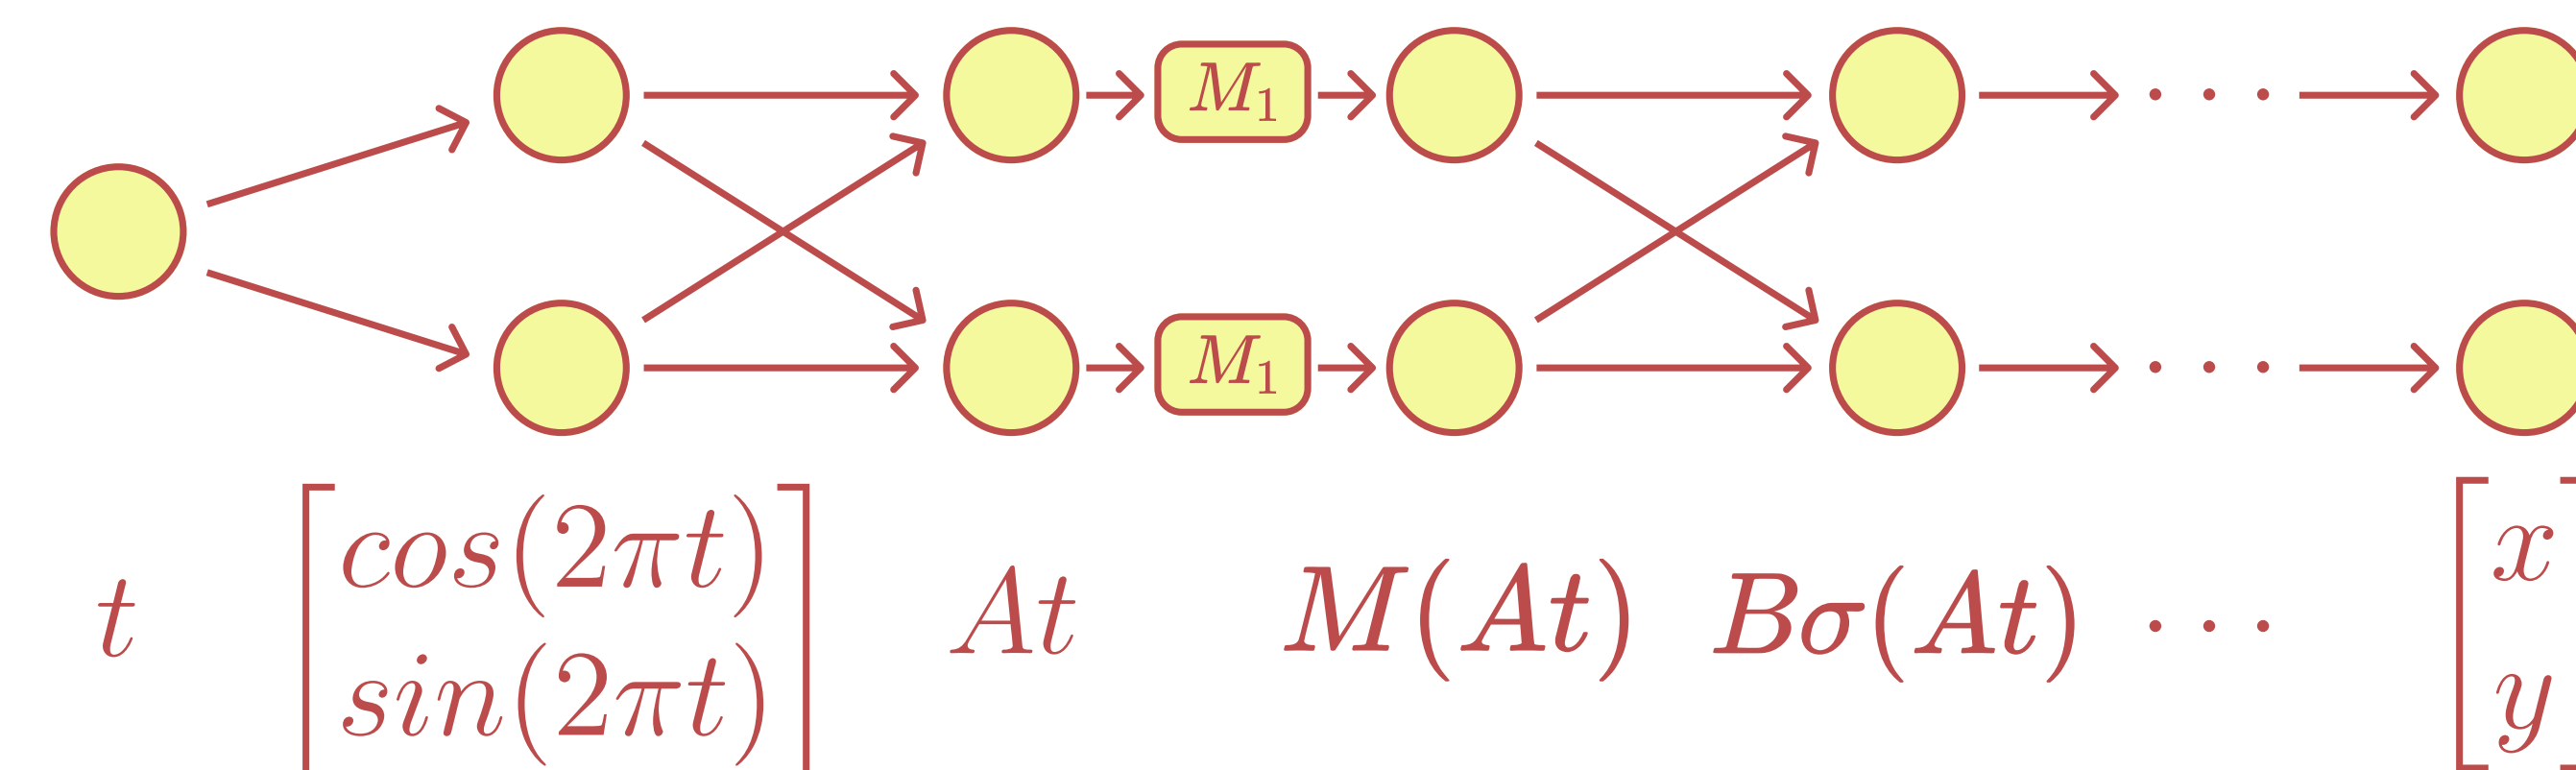 M₁
M₁
t
cos(2πt)
sin(2πt)
At
M(At)
Bσ(At)
· · ·
x
y